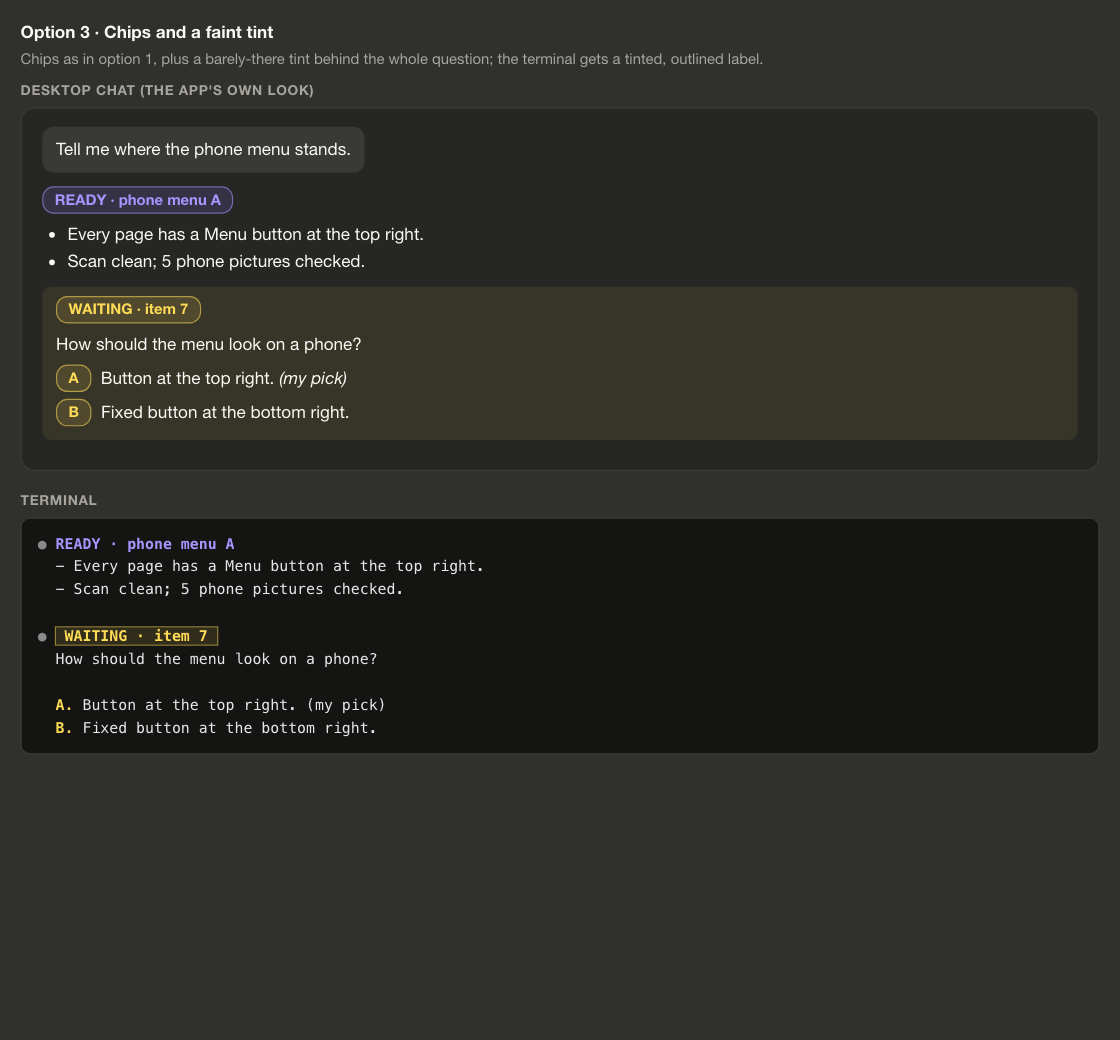 Option 3 · Chips and a faint tint
Chips as in option 1, plus a barely-there tint behind the whole question; the terminal gets a tinted, outlined label.
DESKTOP CHAT (THE APP'S OWN LOOK)
Tell me where the phone menu stands.
READY · phone menu A
• Every page has a Menu button at the top right.
• Scan clean; 5 phone pictures checked.
WAITING · item 7
How should the menu look on a phone?
A Button at the top right. (my pick)
B Fixed button at the bottom right.
TERMINAL
● READY · phone menu A
– Every page has a Menu button at the top right.
– Scan clean; 5 phone pictures checked.
● WAITING · item 7
How should the menu look on a phone?
A. Button at the top right. (my pick)
B. Fixed button at the bottom right.